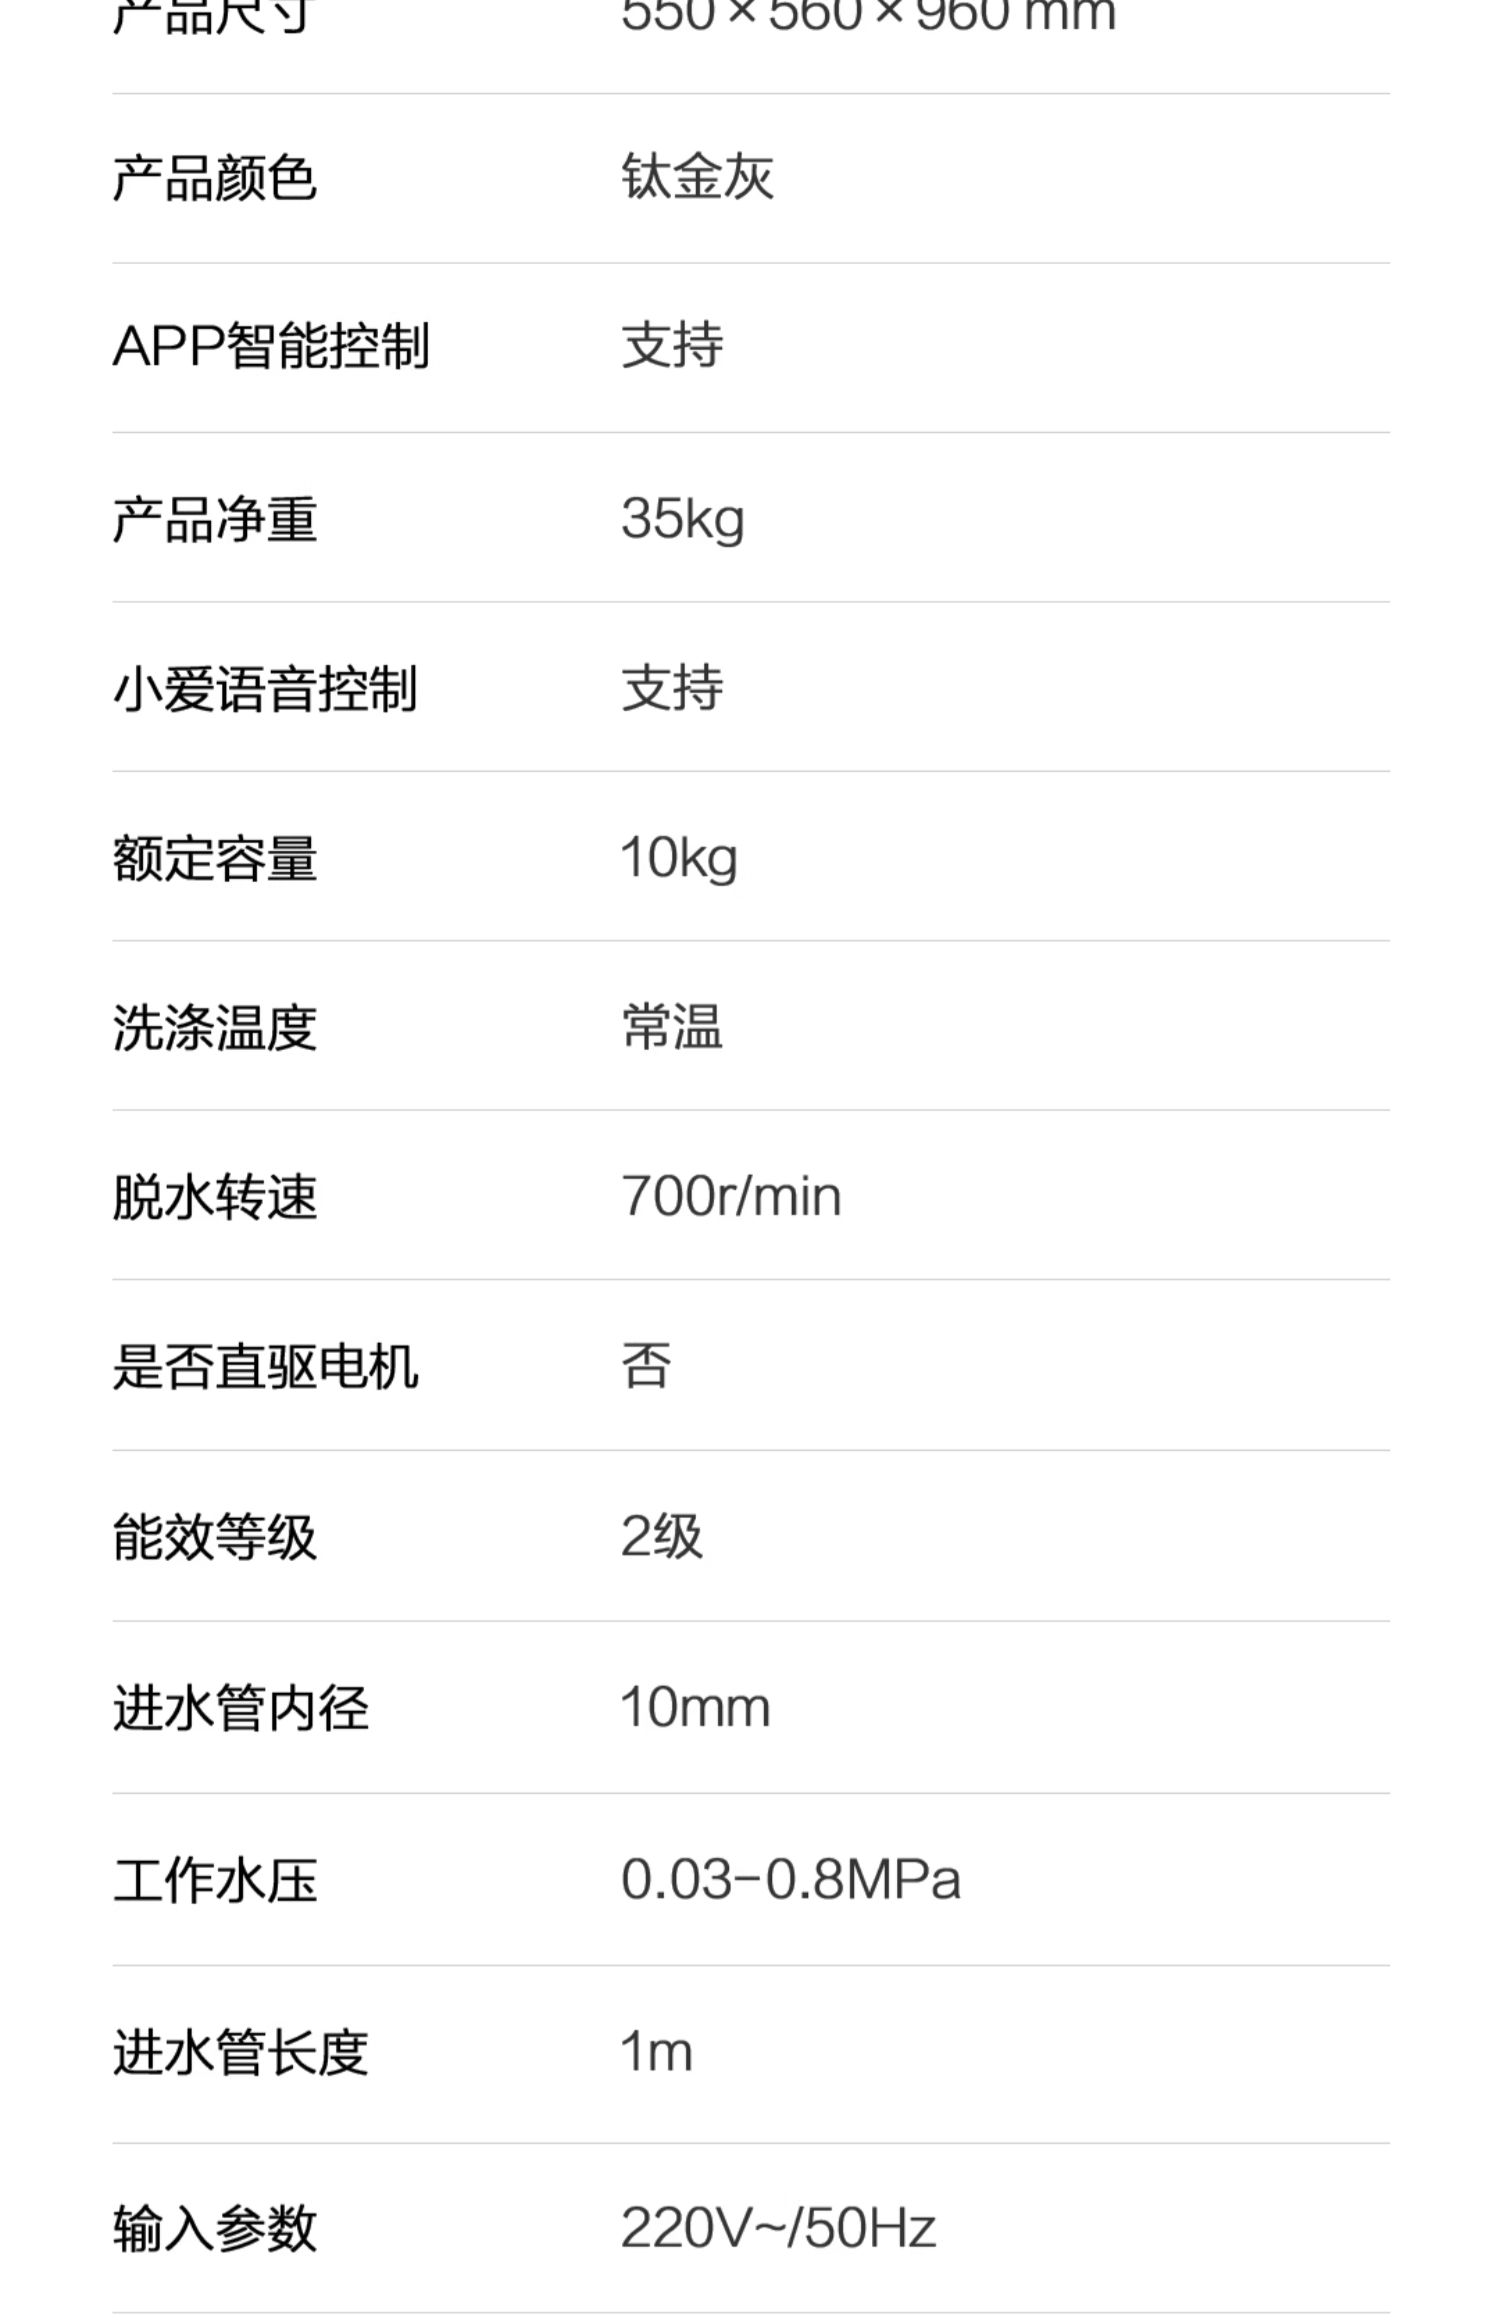 产品尺寸 550×560×960 mm
产品颜色 钛金灰
APP智能控制 支持
产品净重 35kg
小爱语音控制 支持
额定容量 10kg
洗涤温度 常温
脱水转速 700r/min
是否直驱电机 否
能效等级 2级
进水管内径 10mm
工作水压 0.03-0.8MPa
进水管长度 1m
输入参数 220V~/50Hz